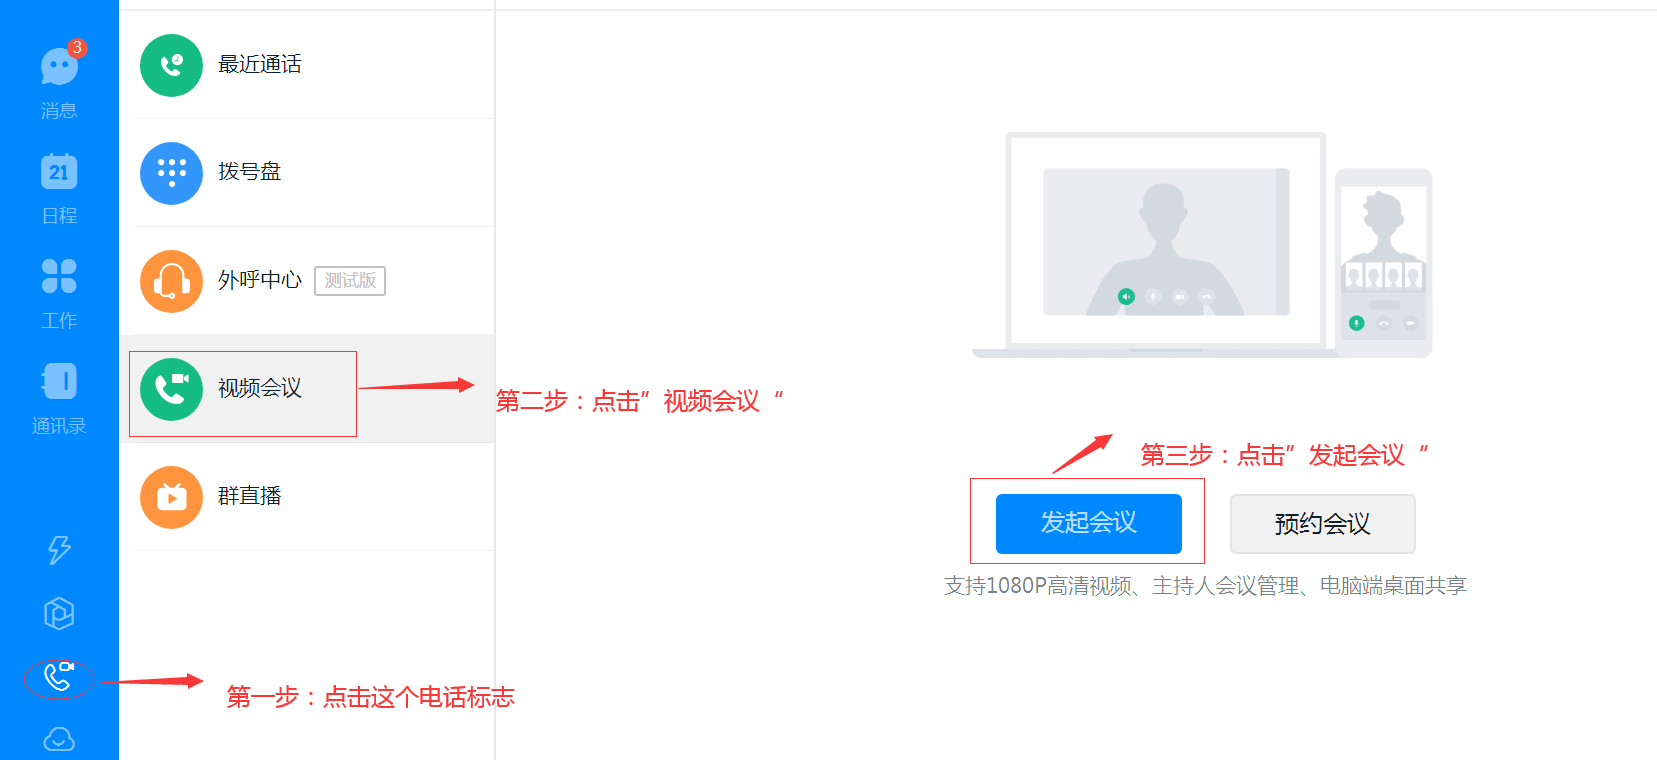 3
消息
21
日程
工作
通讯录
最近通话
拨号盘
外呼中心 测试版
视频会议
群直播
第二步：点击”视频会议“
第三步：点击”发起会议“
发起会议 预约会议
支持1080P高清视频、主持人会议管理、电脑端桌面共享
第一步：点击这个电话标志